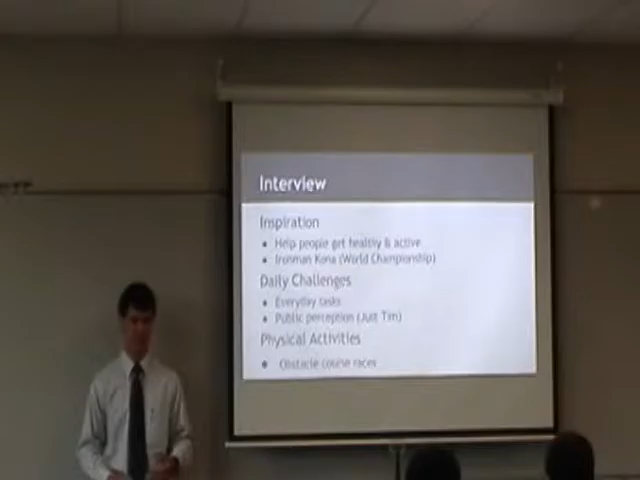 Interview
Inspiration
• Help people get healthy & active
• Ironman Kona (World Championship)
Daily Challenges
• Everyday tasks
• Public perception (Just Tim)
Physical Activities
• Obstacle course races